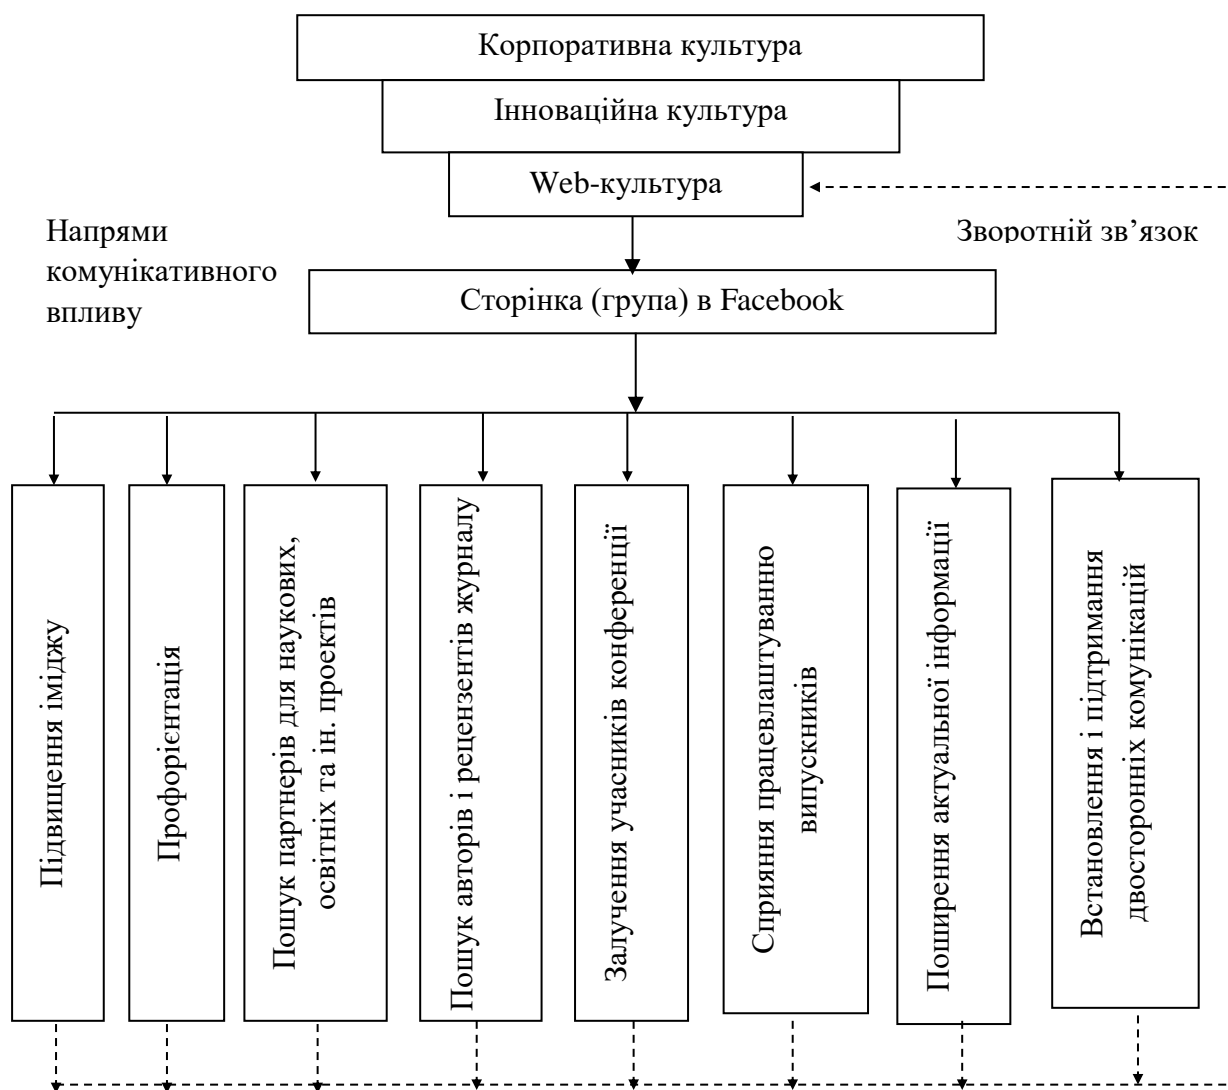 Корпоративна культура
Інноваційна культура
Web-культура
Напрями
комунікативного
впливу
Зворотній зв’язок
Сторінка (група) в Facebook
Підвищення іміджу
Профорієнтація
Пошук партнерів для наукових,
освітніх та ін. проектів
Пошук авторів і рецензентів журналу
Залучення учасників конференції
Сприяння працевлаштуванню
випускників
Поширення актуальної інформації
Встановлення і підтримання
двосторонніх комунікацій